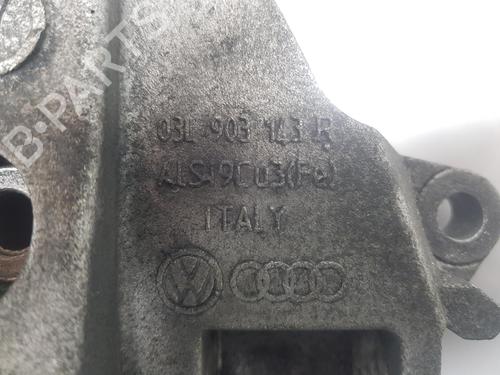 03L 903 143 R
ALSi9Cu3(Fe)
ITALY
B-PARTS